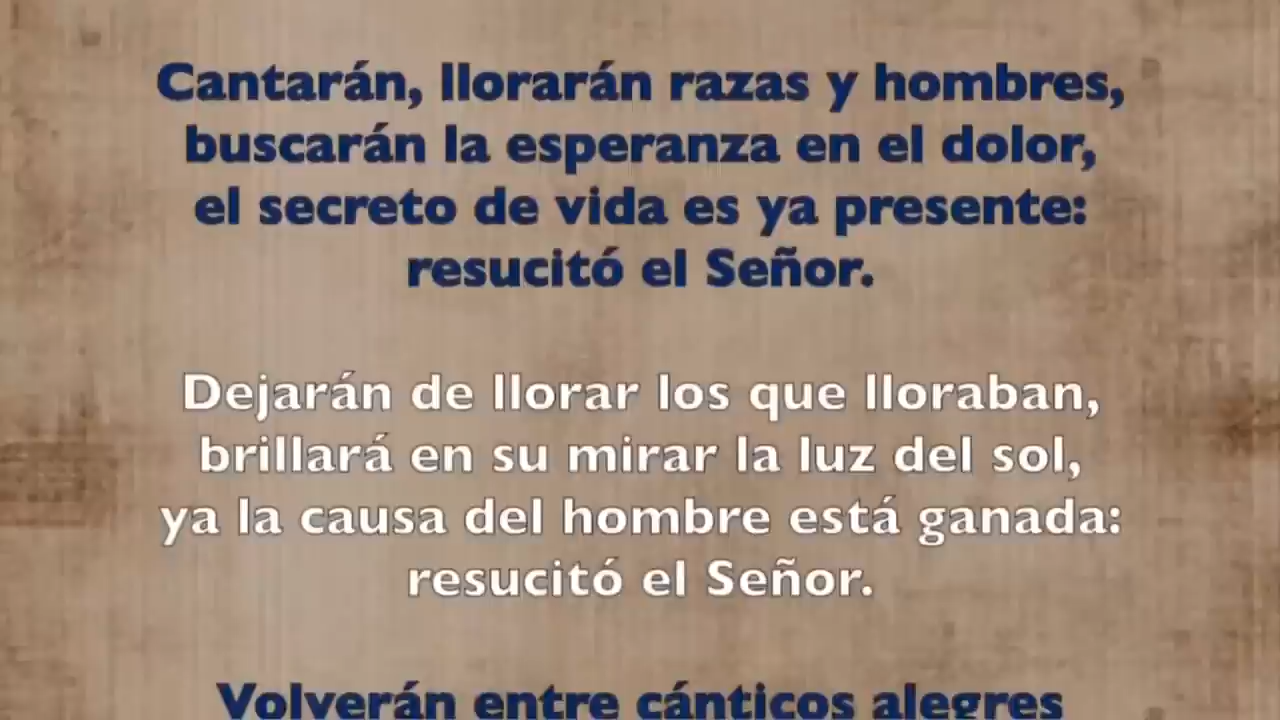 Cantarán, llorarán razas y hombres,
buscarán la esperanza en el dolor,
el secreto de vida es ya presente:
resucitó el Señor.
Dejarán de llorar los que lloraban,
brillará en su mirar la luz del sol,
ya la causa del hombre está ganada:
resucitó el Señor.
Volverán entre cánticos alegres